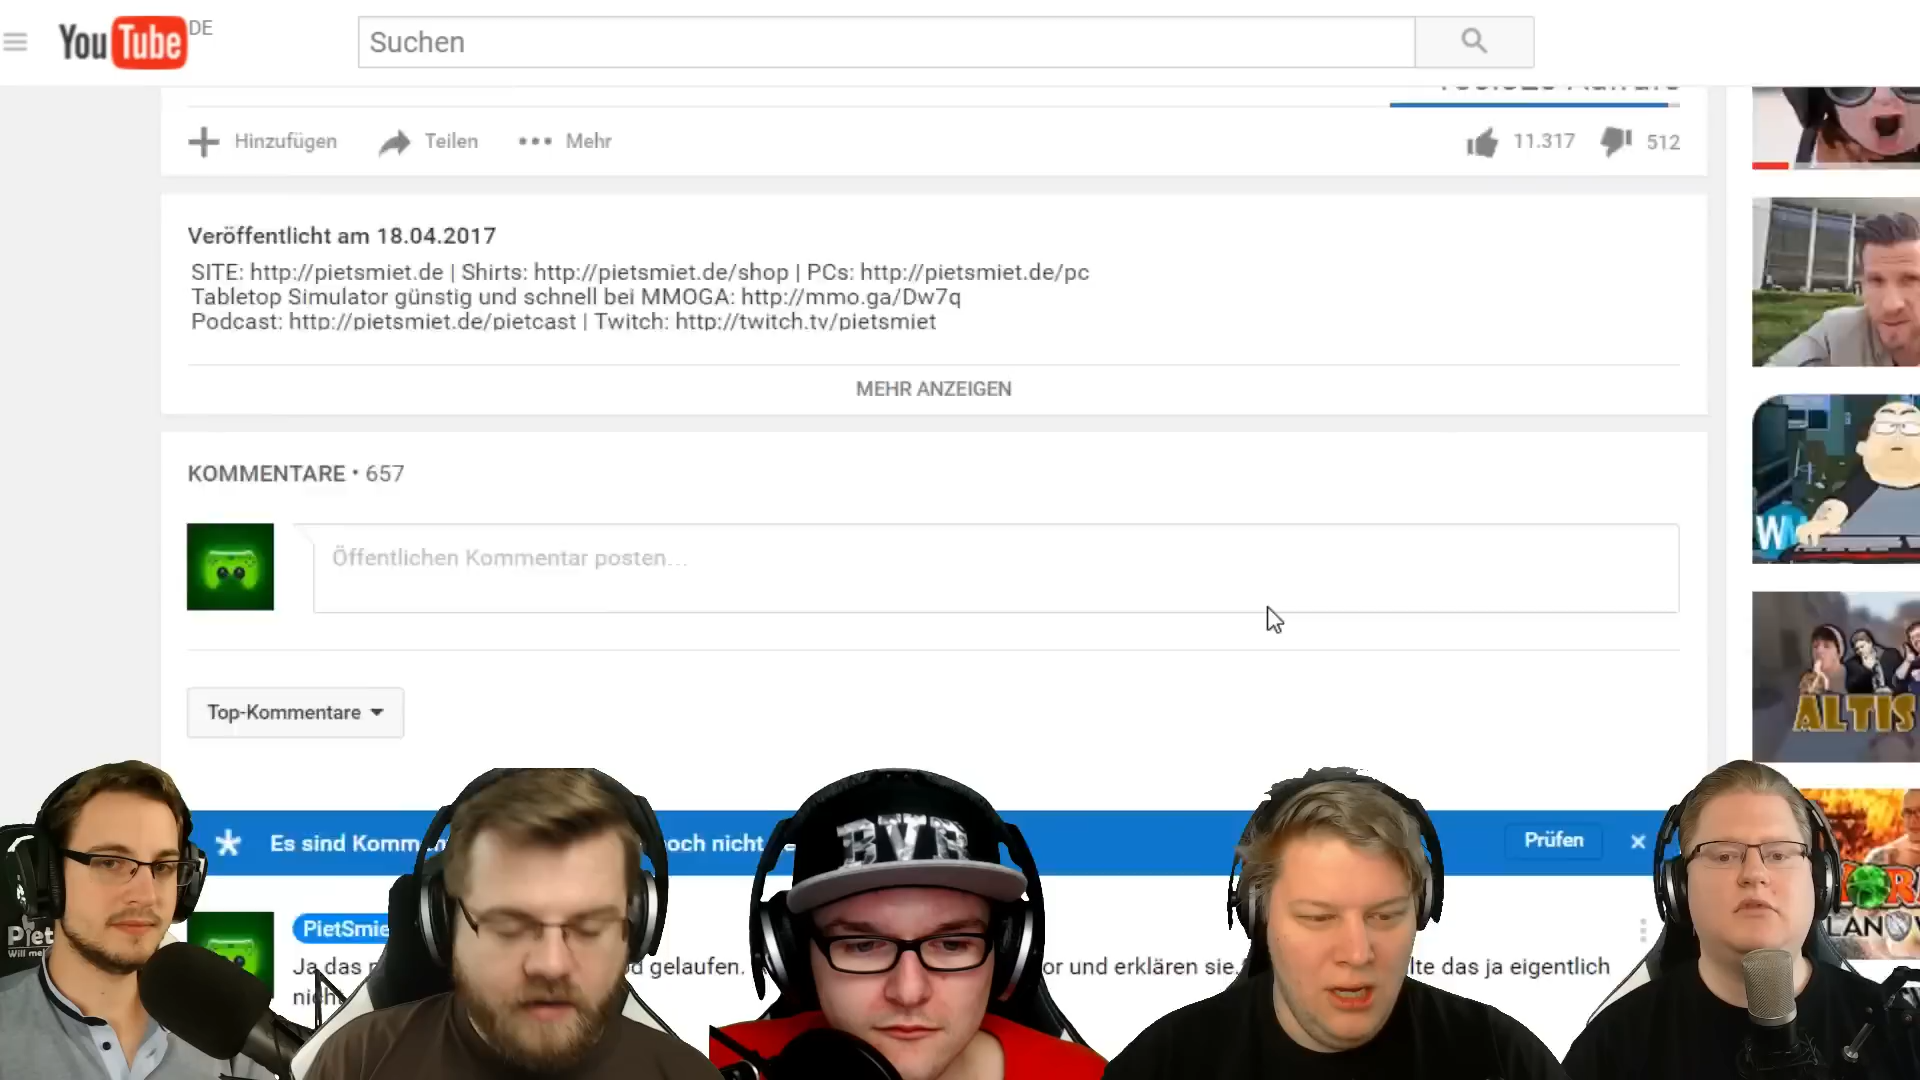 YouTube DE
Suchen
Hinzufügen Teilen Mehr 11.317 512
Veröffentlicht am 18.04.2017
SITE: http://pietsmiet.de | Shirts: http://pietsmiet.de/shop | PCs: http://pietsmiet.de/pc
Tabletop Simulator günstig und schnell bei MMOGA: http://mmo.ga/Dw7q
Podcast: http://pietsmiet.de/pietcast | Twitch: http://twitch.tv/pietsmiet
MEHR ANZEIGEN
KOMMENTARE • 657
Öffentlichen Kommentar posten...
Top-Kommentare
ALTIS
BVB
Es sind Komm och nicht Prüfen
PietSmie
Ja das gelaufen. or und erklären sie. lte das ja eigentlich
nich
Piet
LAN